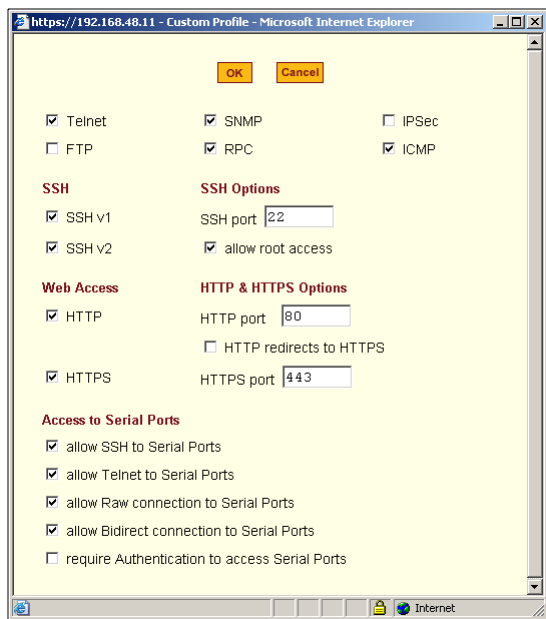 https://192.168.48.11 - Custom Profile - Microsoft Internet Explorer
OK Cancel
Telnet SNMP IPSec
FTP RPC ICMP
SSH SSH Options
SSH v1 SSH port 22
SSH v2 allow root access
Web Access HTTP & HTTPS Options
HTTP HTTP port 80
HTTP redirects to HTTPS
HTTPS HTTPS port 443
Access to Serial Ports
allow SSH to Serial Ports
allow Telnet to Serial Ports
allow Raw connection to Serial Ports
allow Bidirect connection to Serial Ports
require Authentication to access Serial Ports
Internet